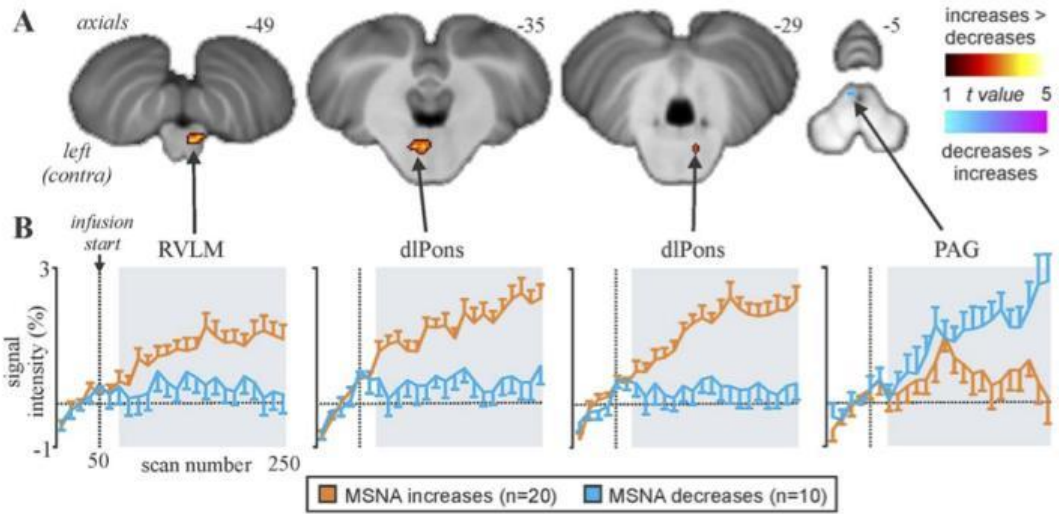 A
axials
-49
-35
-29
-5
increases >
decreases
1 t value 5
decreases >
increases
left
(contra)
B
infusion
start
RVLM
dlPons
dlPons
PAG
3
signal
intensity (%)
-1
50
scan number
250
MSNA increases (n=20)
MSNA decreases (n=10)